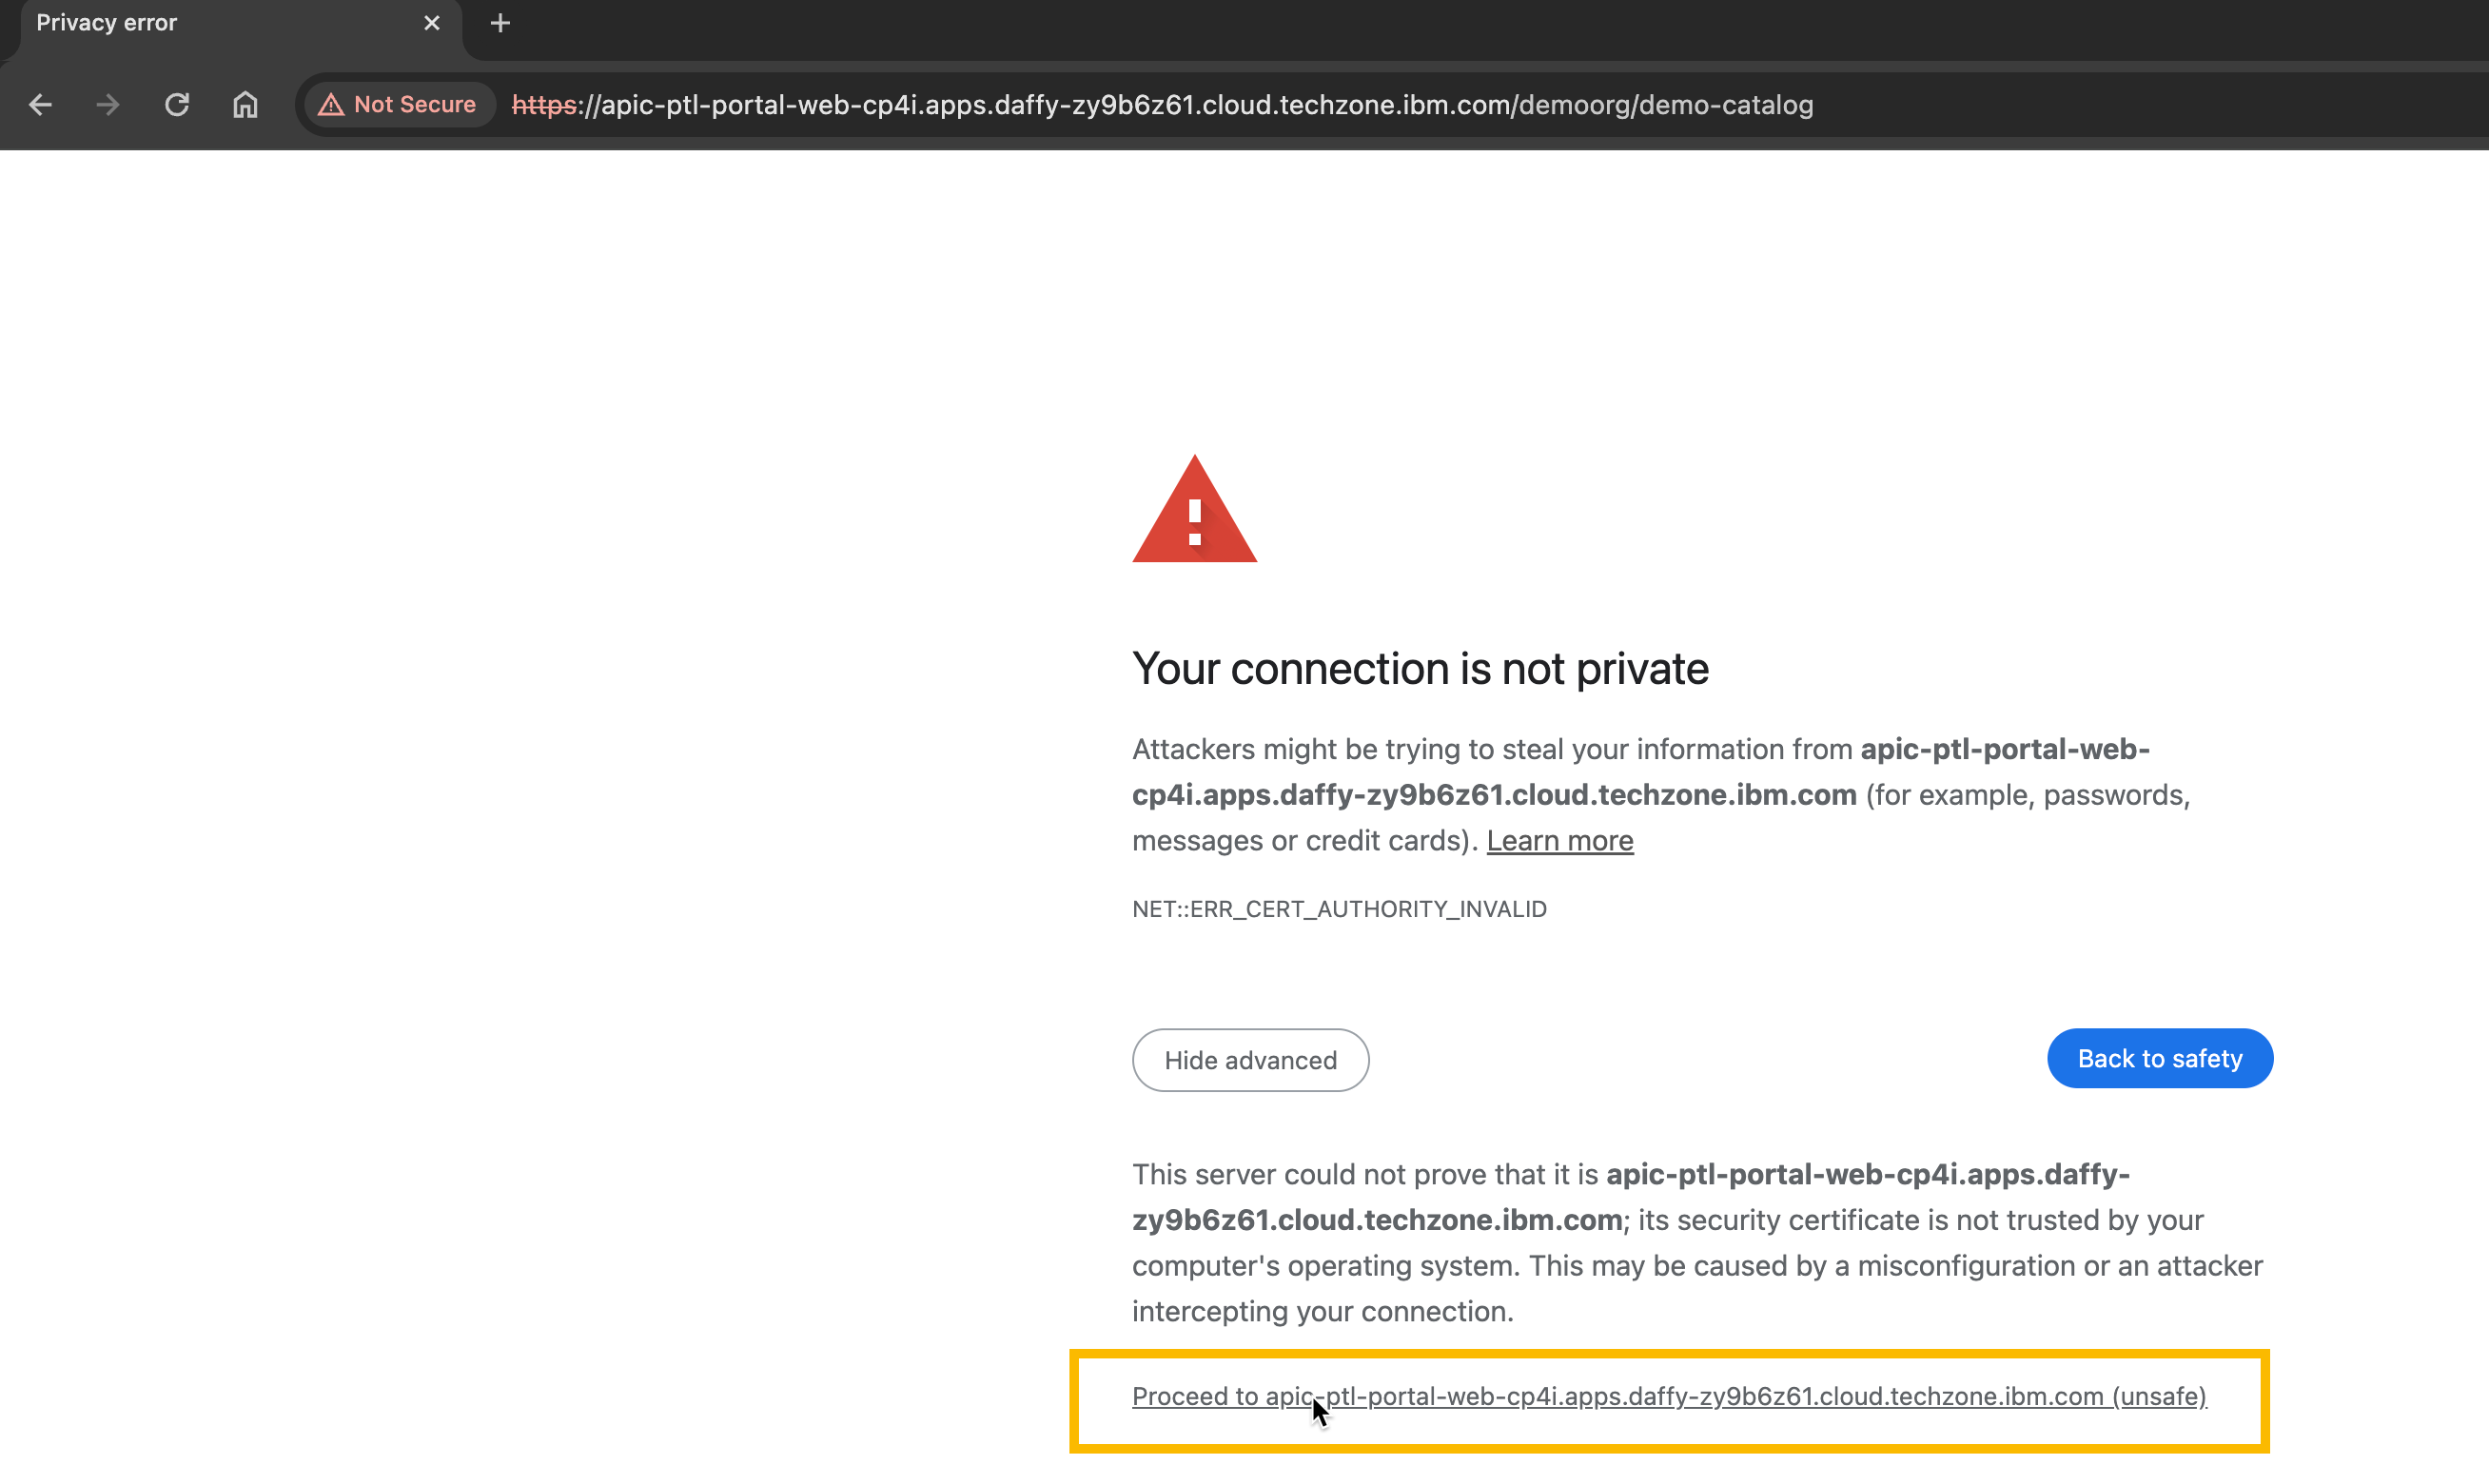 Privacy error
Not Secure https://apic-ptl-portal-web-cp4i.apps.daffy-zy9b6z61.cloud.techzone.ibm.com/demoorg/demo-catalog
Your connection is not private
Attackers might be trying to steal your information from apic-ptl-portal-web-
cp4i.apps.daffy-zy9b6z61.cloud.techzone.ibm.com (for example, passwords,
messages or credit cards). Learn more
NET::ERR_CERT_AUTHORITY_INVALID
Hide advanced Back to safety
This server could not prove that it is apic-ptl-portal-web-cp4i.apps.daffy-
zy9b6z61.cloud.techzone.ibm.com; its security certificate is not trusted by your
computer's operating system. This may be caused by a misconfiguration or an attacker
intercepting your connection.
Proceed to apic-ptl-portal-web-cp4i.apps.daffy-zy9b6z61.cloud.techzone.ibm.com (unsafe)